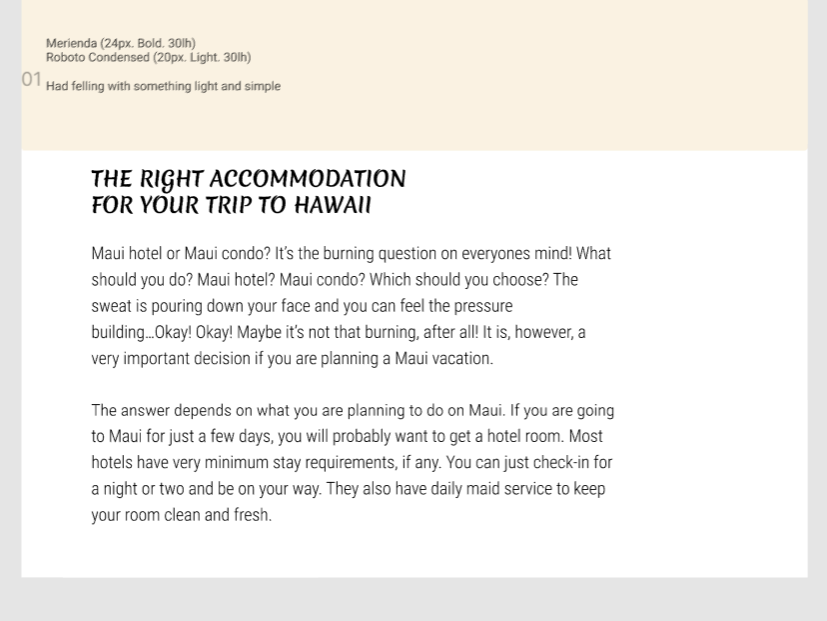 Merienda (24px. Bold. 30lh)
Roboto Condensed (20px. Light. 30lh)
01
Had felling with something light and simple
THE RIGHT ACCOMMODATION
FOR YOUR TRIP TO HAWAII
Maui hotel or Maui condo? It's the burning question on everyones mind! What
should you do? Maui hotel? Maui condo? Which should you choose? The
sweat is pouring down your face and you can feel the pressure
building...Okay! Okay! Maybe it's not that burning, after all! It is, however, a
very important decision if you are planning a Maui vacation.
The answer depends on what you are planning to do on Maui. If you are going
to Maui for just a few days, you will probably want to get a hotel room. Most
hotels have very minimum stay requirements, if any. You can just check-in for
a night or two and be on your way. They also have daily maid service to keep
your room clean and fresh.